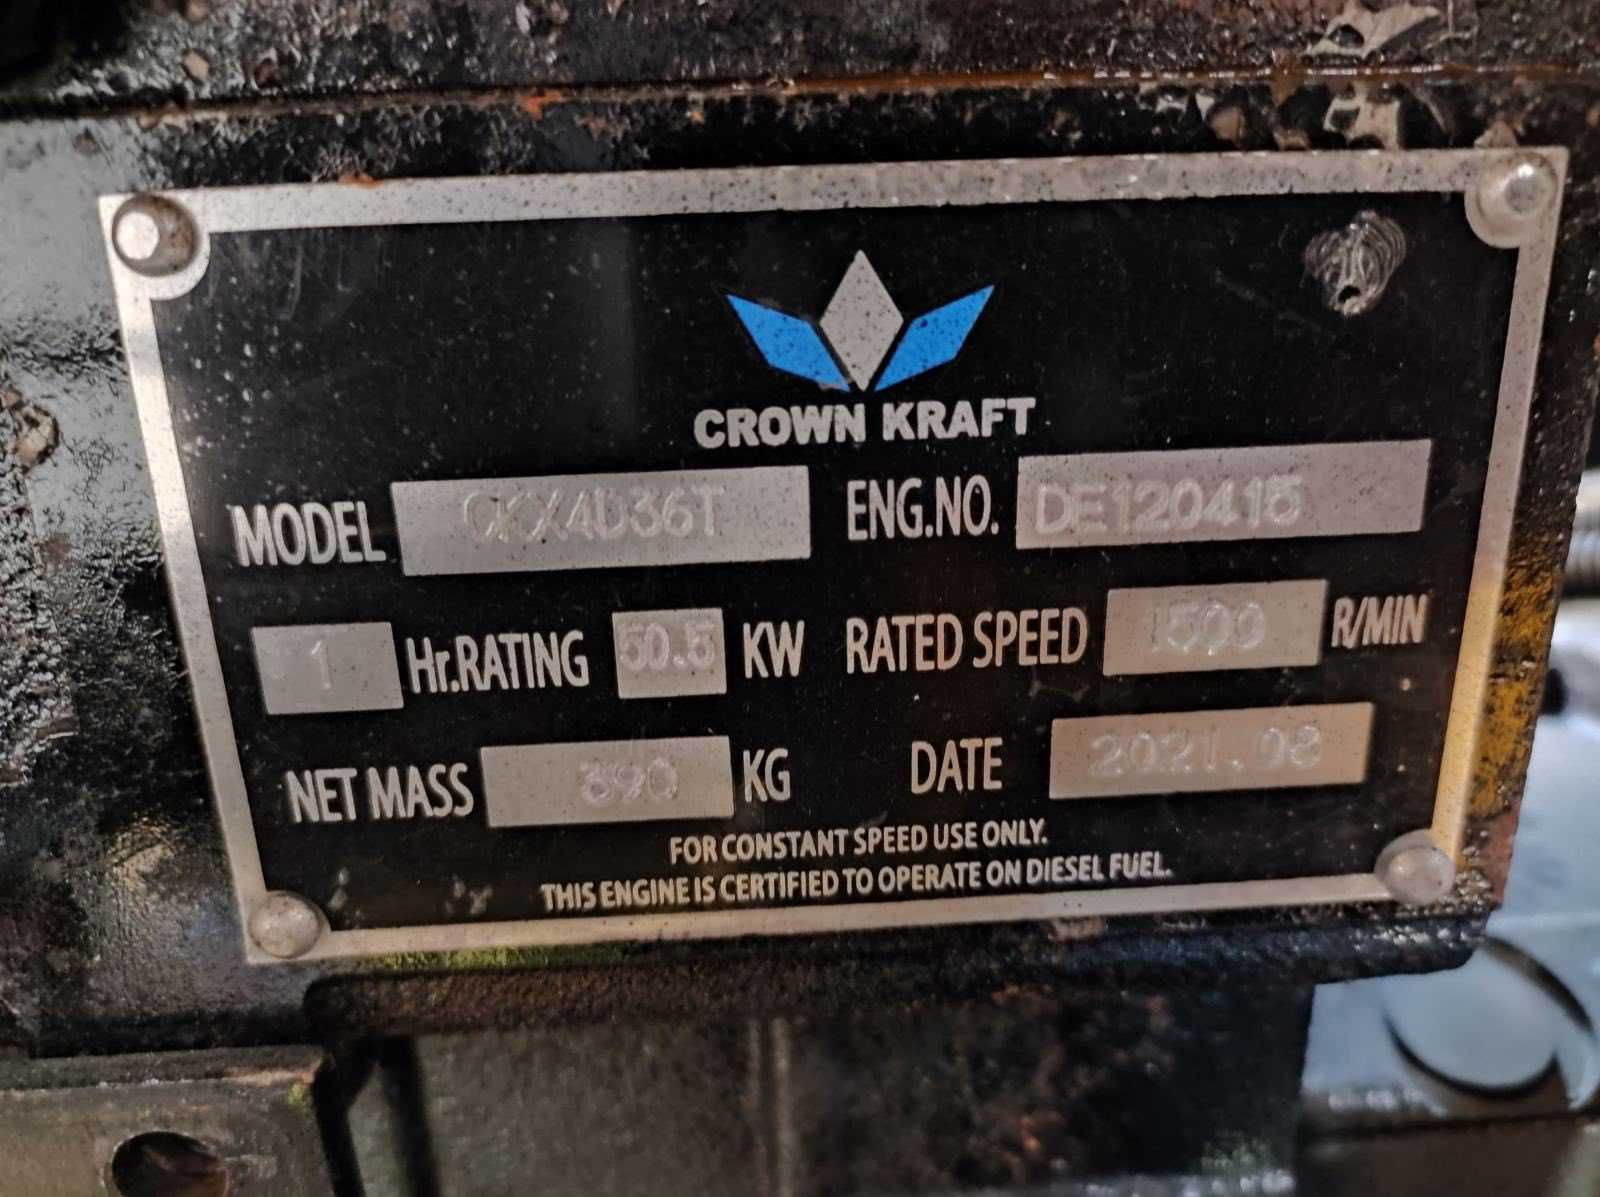 CROWN KRAFT
MODEL CKX4D36T ENG.NO. DE120415
1 Hr.RATING 50.5 KW RATED SPEED 1500 R/MIN
NET MASS 390 KG DATE 2021.08
FOR CONSTANT SPEED USE ONLY.
THIS ENGINE IS CERTIFIED TO OPERATE ON DIESEL FUEL.